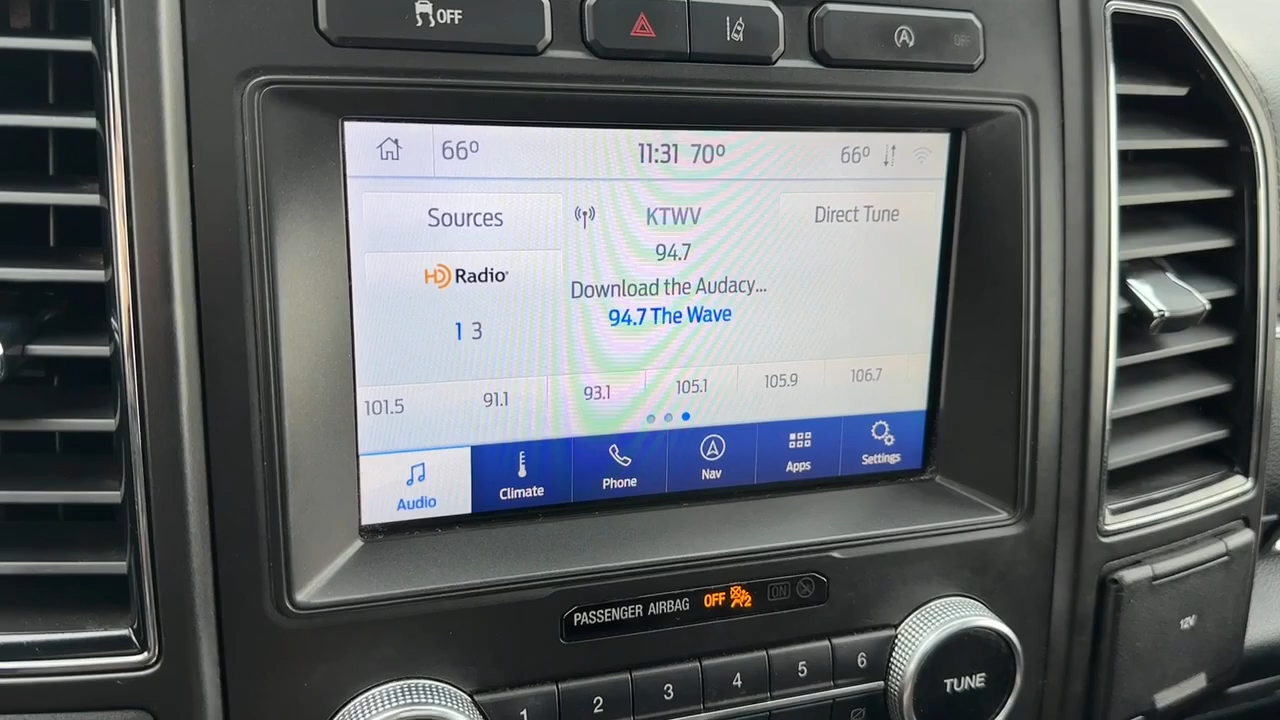 OFF
OFF
66º
11:31 70º
66º
Sources
KTWV
Direct Tune
94.7
HD Radio
Download the Audacy...
94.7 The Wave
1 3
101.5 91.1 93.1 105.1 105.9 106.7
Audio
Climate
Phone
Nav
Apps
Settings
PASSENGER AIRBAG OFF 2 ON
1 2 3 4 5 6
TUNE
12V